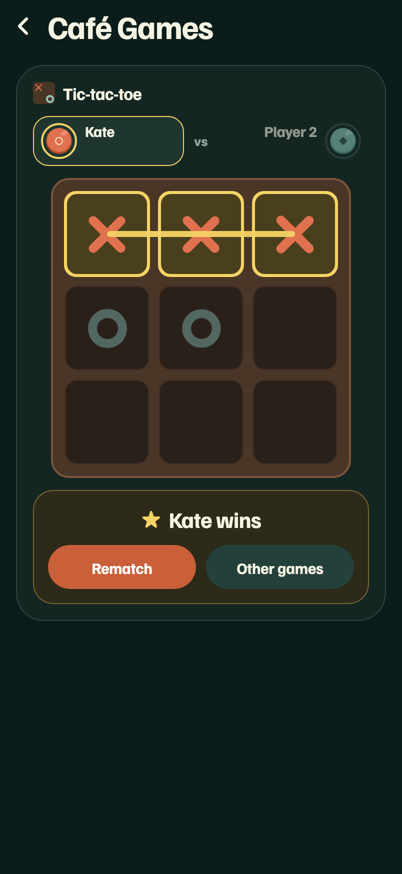 Café Games
Tic-tac-toe
Kate
vs
Player 2
Kate wins
Rematch
Other games